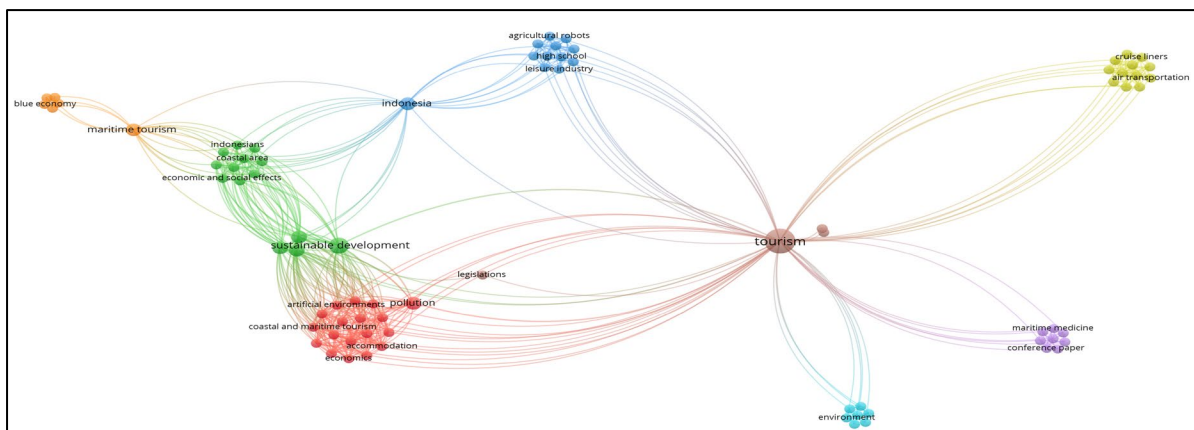 agricultural robots
high school
leisure industry
cruise liners
air transportation
blue economy
indonesia
maritime tourism
indonesians
coastal area
economic and social effects
sustainable development
tourism
legislations
artificial environments
pollution
coastal and maritime tourism
accommodation
economics
maritime medicine
conference paper
environment